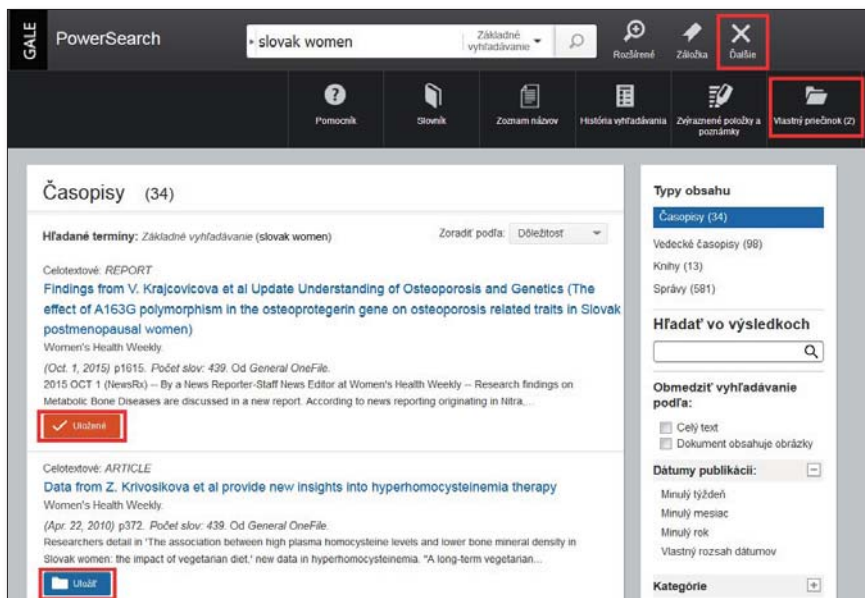 GALE
PowerSearch
slovak women
Základné
vyhľadávanie
Rozšírené
Záložka
Ďalšie
Pomocník
Slovník
Zoznam názvov
História vyhľadávania
Zvýraznené položky a
poznámky
Vlastný priečinok (2)
Časopisy (34)
Hľadané termíny: Základné vyhľadávanie (slovak women)
Zoradiť podľa: Dôležitosť
Celotextové: REPORT
Findings from V. Krajcovicova et al Update Understanding of Osteoporosis and Genetics (The
effect of A163G polymorphism in the osteoprotegerin gene on osteoporosis related traits in Slovak
postmenopausal women)
Women's Health Weekly.
(Oct. 1, 2015) p1615. Počet slov: 439. Od General OneFile.
2015 OCT 1 (NewsRx) -- By a News Reporter-Staff News Editor at Women's Health Weekly -- Research findings on
Metabolic Bone Diseases are discussed in a new report. According to news reporting originating in Nitra,...
Uložené
Celotextové: ARTICLE
Data from Z. Krivosikova et al provide new insights into hyperhomocysteinemia therapy
Women's Health Weekly.
(Apr. 22, 2010) p372. Počet slov: 439. Od General OneFile.
Researchers detail in 'The association between high plasma homocysteine levels and lower bone mineral density in
Slovak women: the impact of vegetarian diet,' new data in hyperhomocysteinemia. "A long-term vegetarian...
Uložiť
Typy obsahu
Časopisy (34)
Vedecké časopisy (98)
Knihy (13)
Správy (581)
Hľadať vo výsledkoch
Obmedziť vyhľadávanie
podľa:
Celý text
Dokument obsahuje obrázky
Dátumy publikácii:
Minulý týždeň
Minulý mesiac
Minulý rok
Vlastný rozsah dátumov
Kategórie